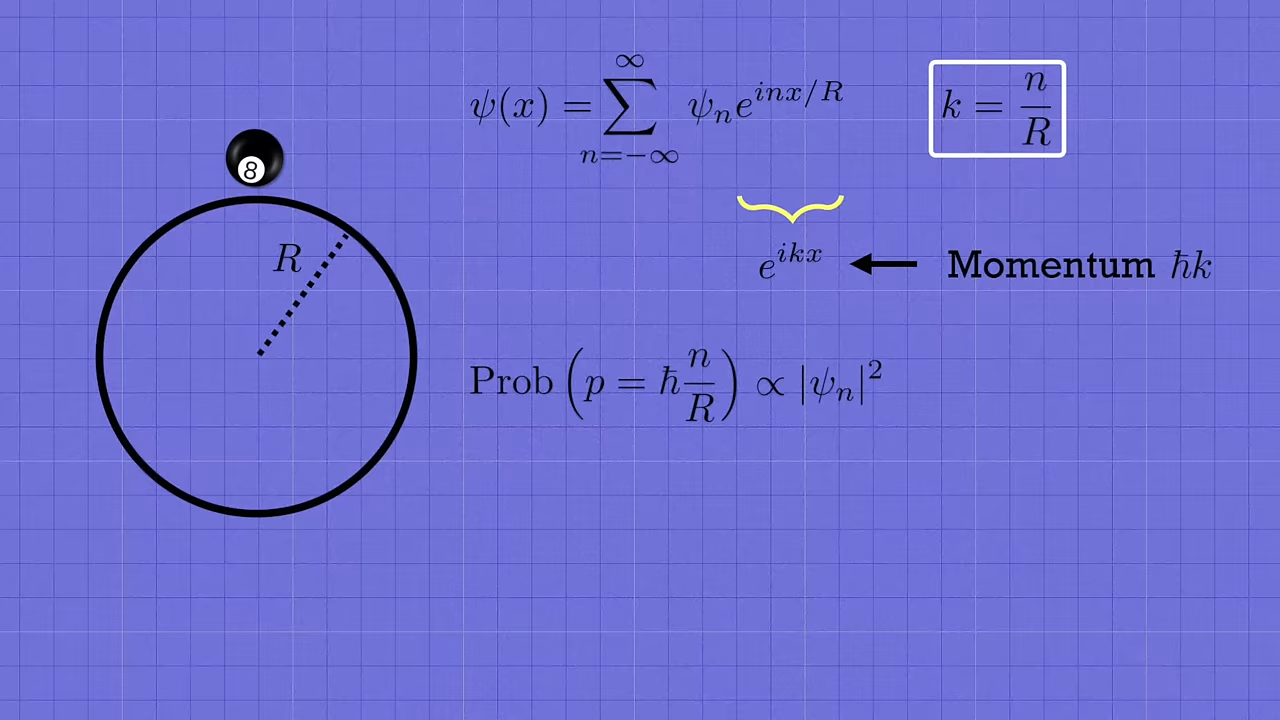 ψ(x) = ∑_{n=−∞}^{∞} ψ_n e^{inx/R}
k = n/R
8
R
e^{ikx} ← Momentum ℏk
Prob (p = ℏ n/R) ∝ |ψ_n|²